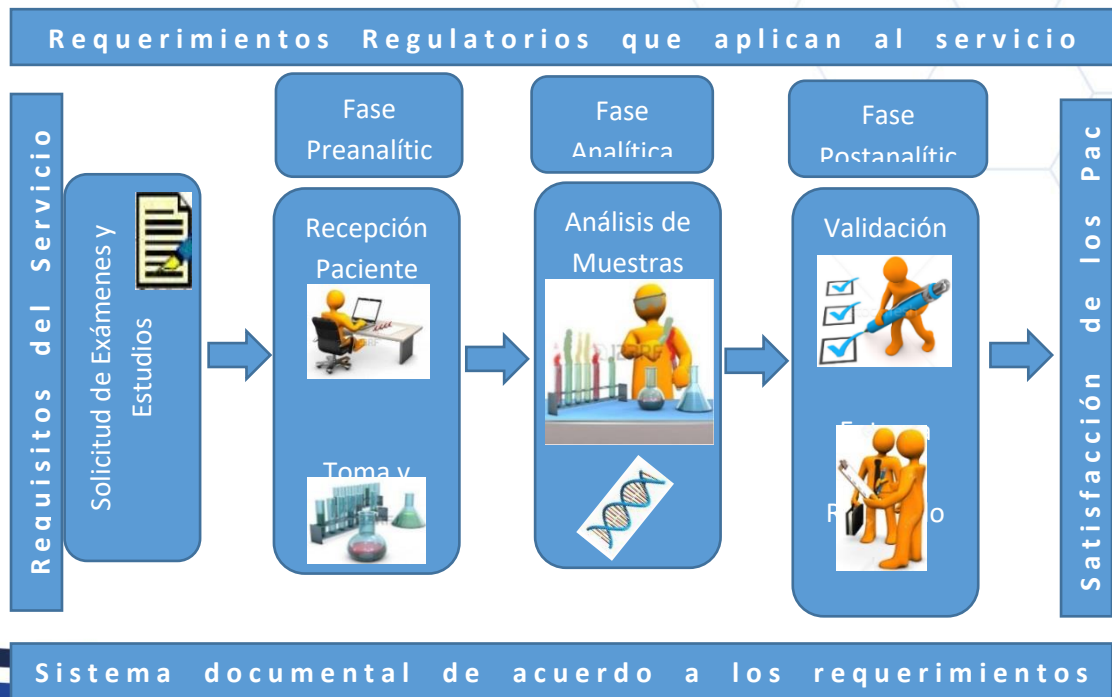 Requerimientos Regulatorios que aplican al servicio
Requisitos del Servicio
Solicitud de Exámenes y
Estudios
Fase
Preanalític
Recepción
Paciente
Toma y
Fase
Analítica
Análisis de
Muestras
Fase
Postanalític
Validación
Satisfacción de los Pac
Sistema documental de acuerdo a los requerimientos